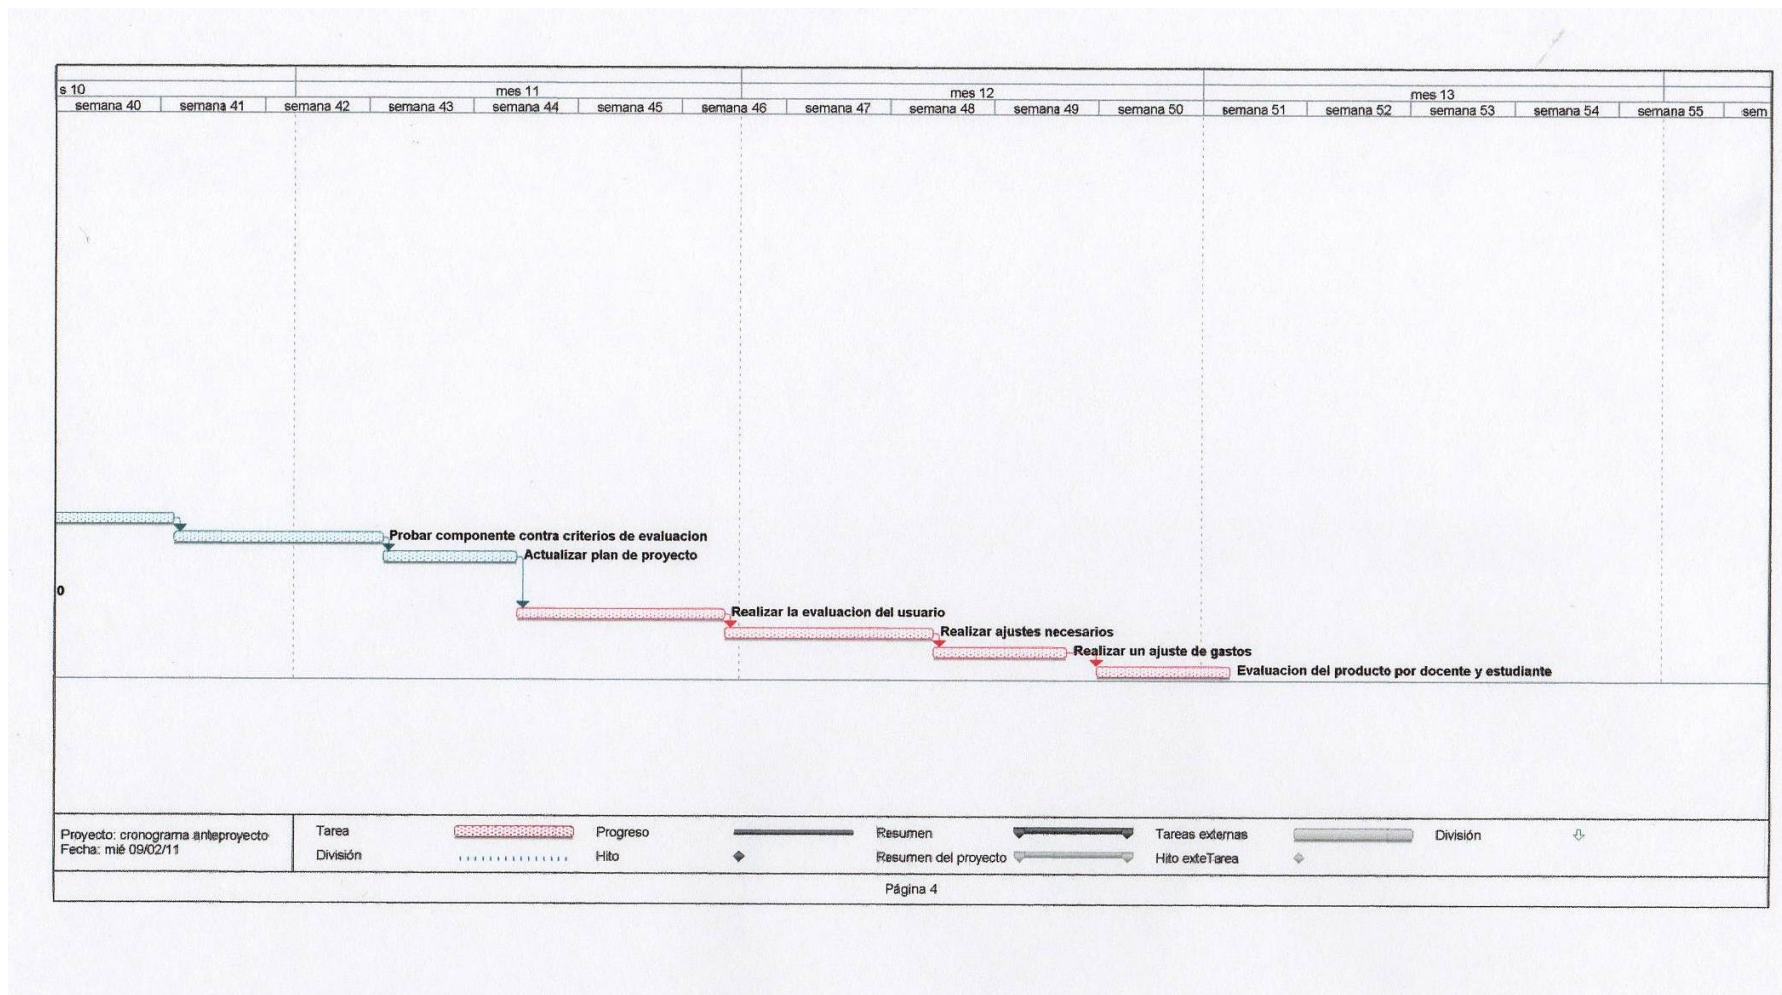 s 10 mes 11 mes 12 mes 13
semana 40 semana 41 semana 42 semana 43 semana 44 semana 45 semana 46 semana 47 semana 48 semana 49 semana 50 semana 51 semana 52 semana 53 semana 54 semana 55 sem
Probar componente contra criterios de evaluacion
Actualizar plan de proyecto
0
Realizar la evaluacion del usuario
Realizar ajustes necesarios
Realizar un ajuste de gastos
Evaluacion del producto por docente y estudiante
Proyecto: cronograma anteproyecto
Fecha: mié 09/02/11
Tarea Progreso Resumen Tareas externas División
División Hito Resumen del proyecto Hito exteTarea
Página 4